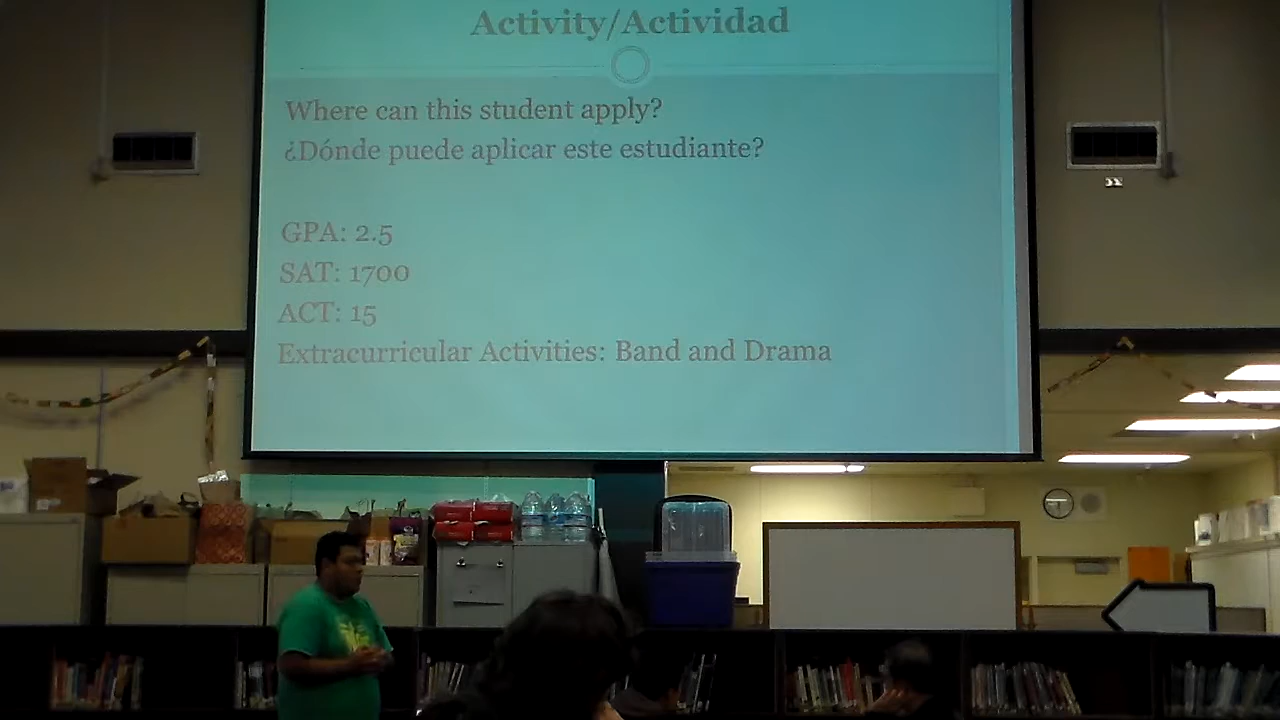 Activity/Actividad
Where can this student apply?
¿Dónde puede aplicar este estudiante?
GPA: 2.5
SAT: 1700
ACT: 15
Extracurricular Activities: Band and Drama